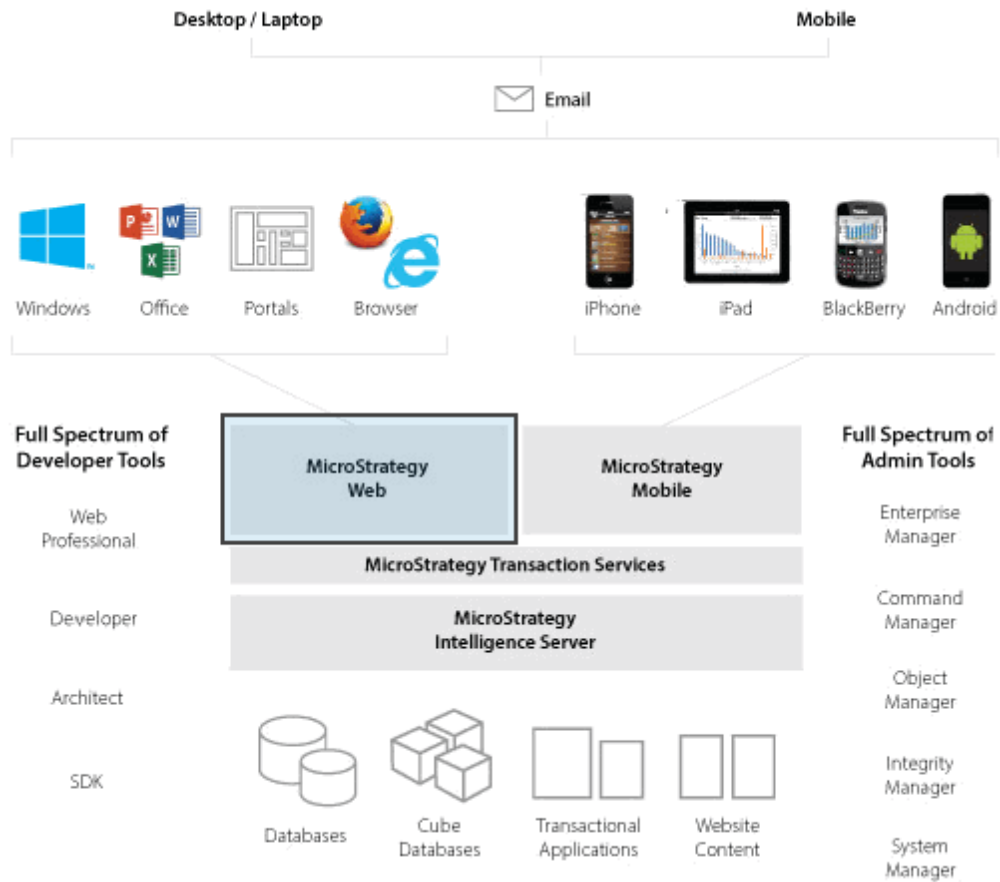 Desktop / Laptop
Mobile
Email
Windows
Office
Portals
Browser
iPhone
iPad
BlackBerry
Android
Full Spectrum of
Developer Tools
Web
Professional
Developer
Architect
SDK
MicroStrategy
Web
MicroStrategy
Mobile
MicroStrategy Transaction Services
MicroStrategy
Intelligence Server
Databases
Cube
Databases
Transactional
Applications
Website
Content
Full Spectrum of
Admin Tools
Enterprise
Manager
Command
Manager
Object
Manager
Integrity
Manager
System
Manager